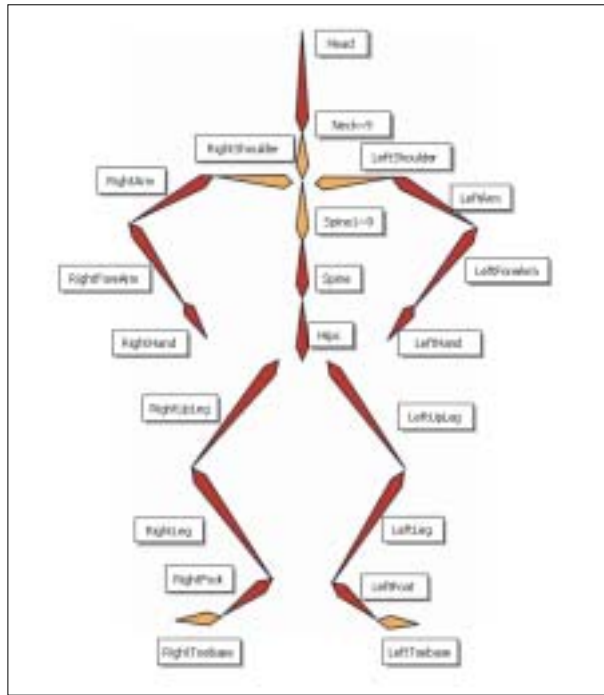 Head
Neck~9
RightShoulder
LeftShoulder
RightArm
LeftArm
Spine1~9
RightForeArm
LeftForeArm
Spine
Hips
RightHand
LeftHand
RightUpLeg
LeftUpLeg
RightLeg
LeftLeg
RightFoot
LeftFoot
RightToebase
LeftToebase